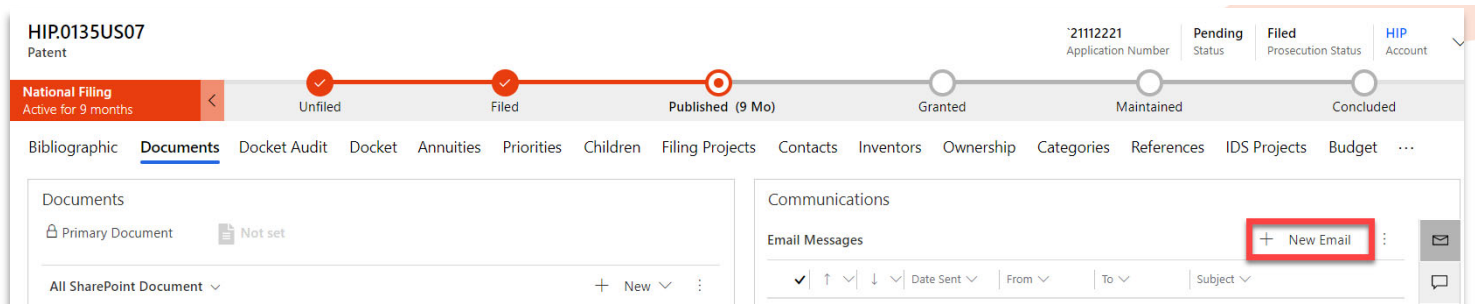 HIP.0135US07
Patent
`21112221
Application Number
Pending
Status
Filed
Prosecution Status
HIP
Account
National Filing
Active for 9 months
Unfiled
Filed
Published (9 Mo)
Granted
Maintained
Concluded
Bibliographic Documents Docket Audit Docket Annuities Priorities Children Filing Projects Contacts Inventors Ownership Categories References IDS Projects Budget ···
Documents
Primary Document Not set
All SharePoint Document + New
Communications
Email Messages + New Email
Date Sent From To Subject